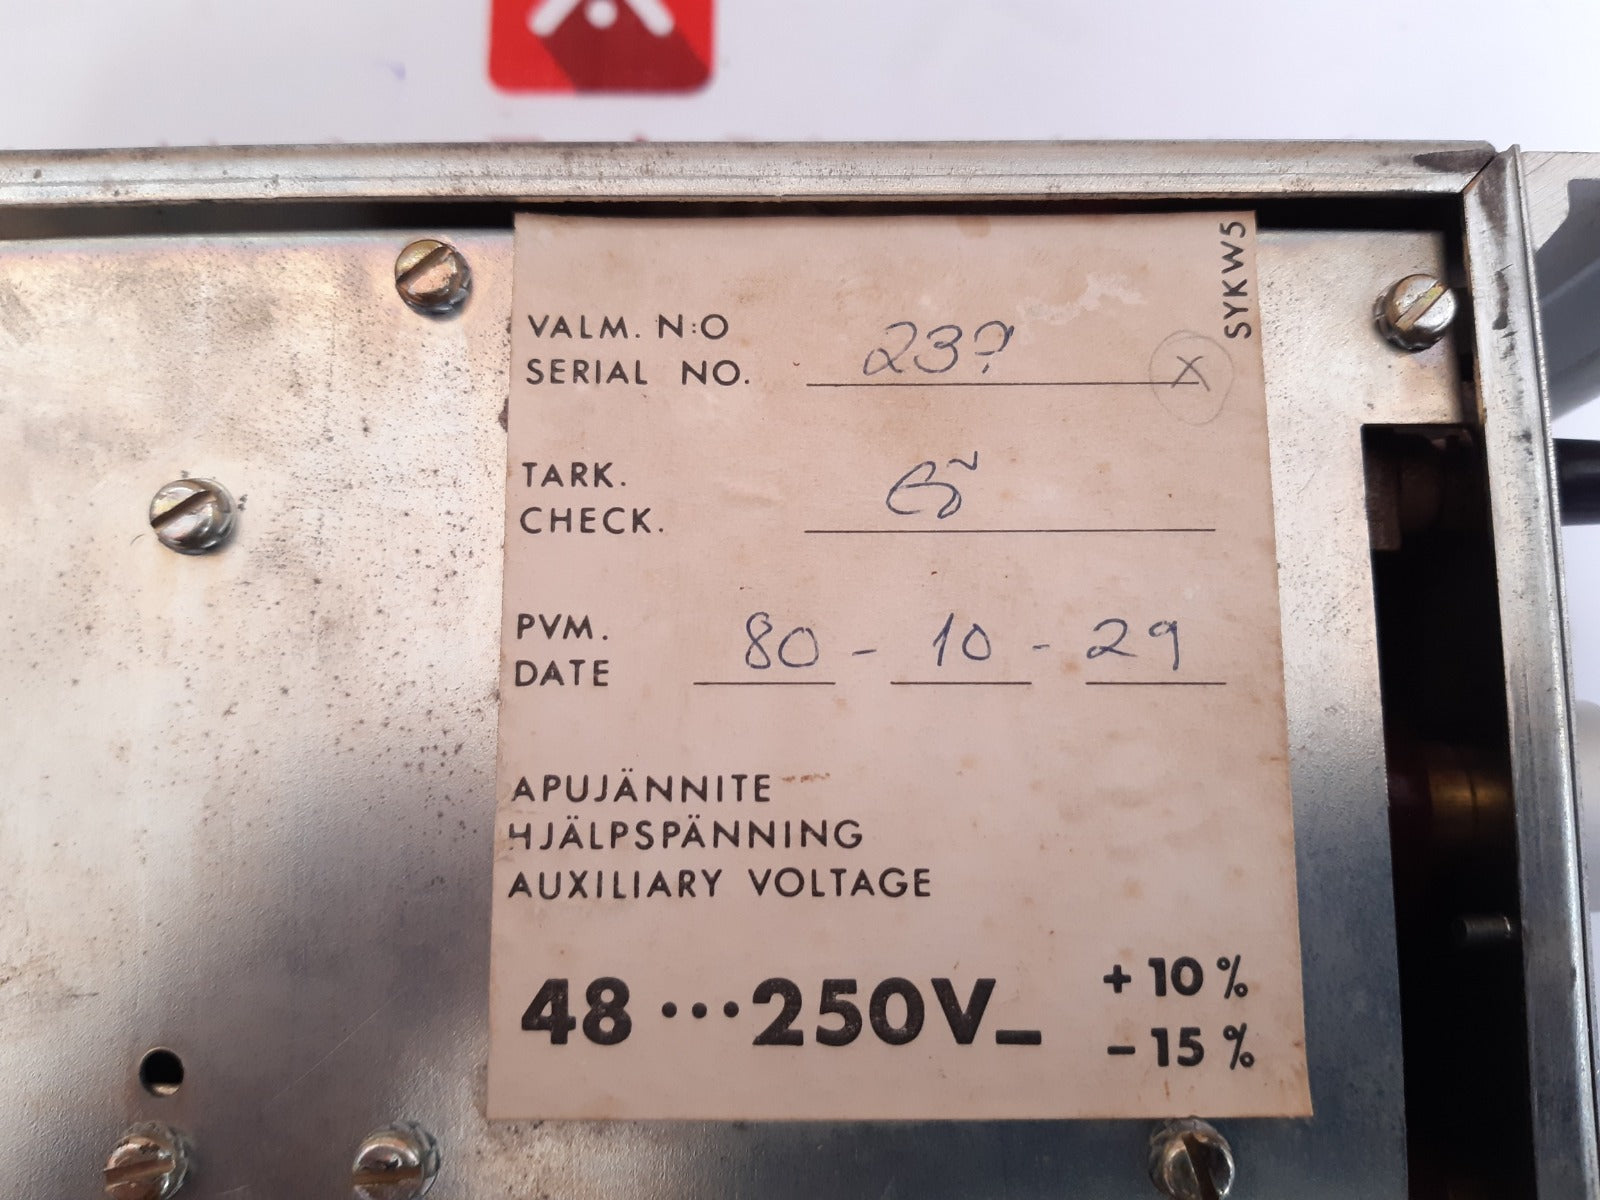 SYKW5
VALM. N:O
SERIAL NO. 23? X
TARK.
CHECK.
PVM.
DATE 80 - 10 - 29
APUJÄNNITE
HJÄLPSPÄNNING
AUXILIARY VOLTAGE
48 ... 250V_ + 10 %
- 15 %